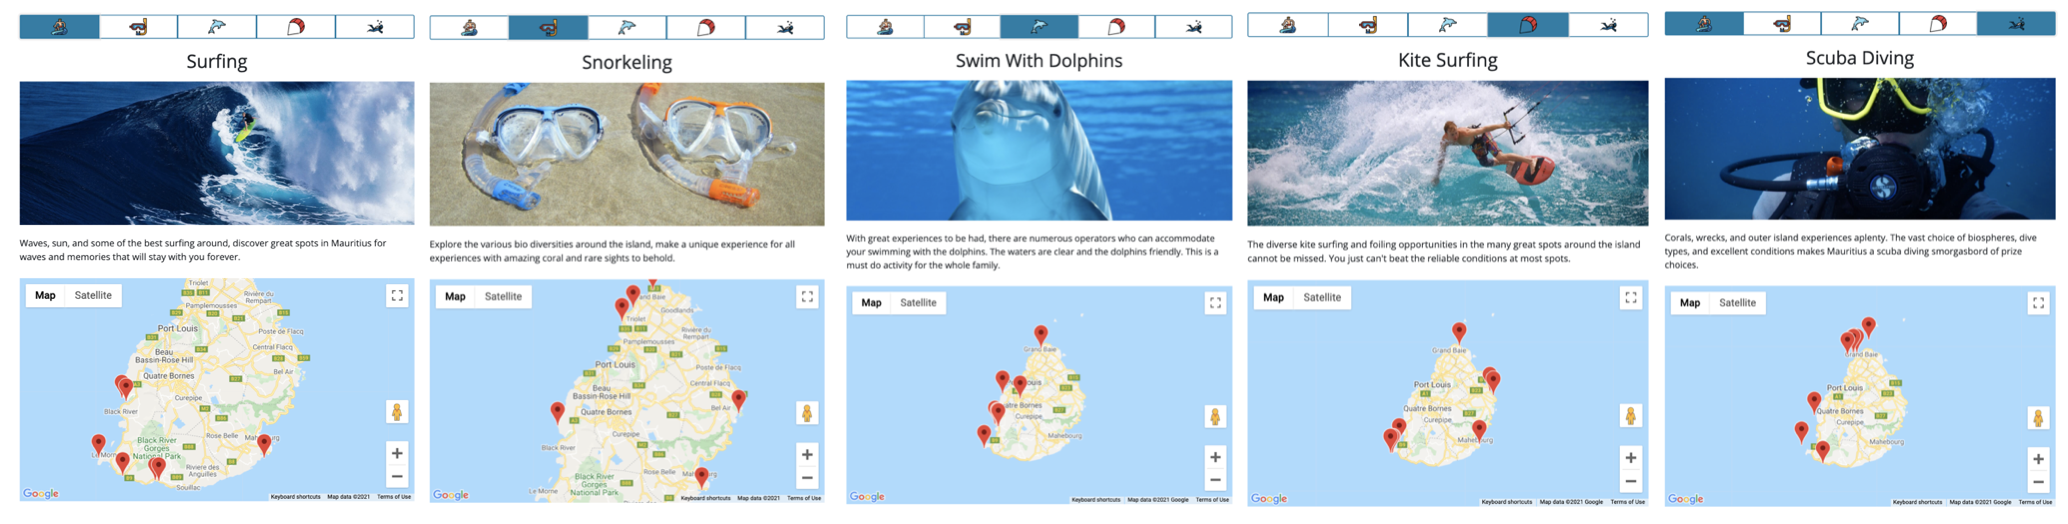 Surfing
Waves, sun, and some of the best surfing around, discover great spots in Mauritius for
waves and memories that will stay with you forever.
Map Satellite
Triolet
Rivière du
Rempart
Pamplemousses
Port Louis
Poste de Flacq
Beau
Bassin-Rose Hill
Central Flacq
Quatre Bornes
Bel Air
Curepipe
Black River
Rose Belle
Black River
Gorges
National Park
Riviere des
Anguilles
Souillac
Google
Keyboard shortcuts Map data ©2021 Terms of Use
Snorkeling
Explore the various bio diversities around the island, make a unique experience for all
experiences with amazing coral and rare sights to behold.
Map Satellite
Goodlands
Triolet
Rivière du
Rempart
Pamplemousses
Port Louis
Poste de Flacq
Beau
Bassin-Rose Hill
Central Flacq
Quatre Bornes
Bel Air
Curepipe
Black River
Rose Belle
Le Morne
Black River
Gorges
National Park
Google
Keyboard shortcuts Map data ©2021 Terms of Use
Swim With Dolphins
With great experiences to be had, there are numerous operators who can accommodate
your swimming with the dolphins. The waters are clear and the dolphins friendly. This is a
must do activity for the whole family.
Map Satellite
Grand Baie
Curepipe
Mahebourg
Google
Keyboard shortcuts Map data ©2021 Google Terms of Use
Kite Surfing
The diverse kite surfing and foiling opportunities in the many great spots around the island
cannot be missed. You just can't beat the reliable conditions at most spots.
Map Satellite
Grand Baie
Port Louis
Quatre Bornes
Curepipe
Google
Keyboard shortcuts Map data ©2021 Google Terms of Use
Scuba Diving
Corals, wrecks, and outer island experiences aplenty. The vast choice of biospheres, dive
types, and excellent conditions makes Mauritius a scuba diving smorgasbord of prize
choices.
Map Satellite
Grand Baie
Port Louis
Quatre Bornes
Curepipe
Mahebourg
Google
Keyboard shortcuts Map data ©2021 Google Terms of Use